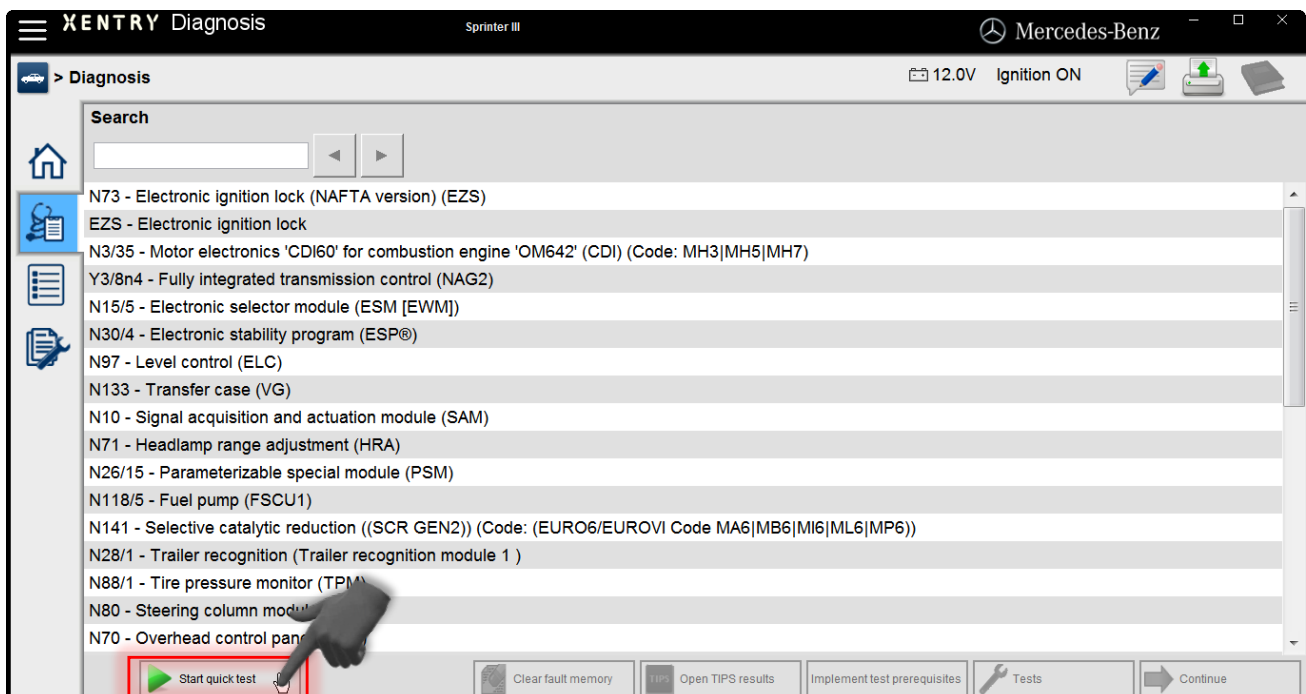 XENTRY Diagnosis
Sprinter III
Mercedes-Benz
> Diagnosis
12.0V Ignition ON
Search
N73 - Electronic ignition lock (NAFTA version) (EZS)
EZS - Electronic ignition lock
N3/35 - Motor electronics 'CDI60' for combustion engine 'OM642' (CDI) (Code: MH3|MH5|MH7)
Y3/8n4 - Fully integrated transmission control (NAG2)
N15/5 - Electronic selector module (ESM [EWM])
N30/4 - Electronic stability program (ESP®)
N97 - Level control (ELC)
N133 - Transfer case (VG)
N10 - Signal acquisition and actuation module (SAM)
N71 - Headlamp range adjustment (HRA)
N26/15 - Parameterizable special module (PSM)
N118/5 - Fuel pump (FSCU1)
N141 - Selective catalytic reduction ((SCR GEN2)) (Code: (EURO6/EUROVI Code MA6|MB6|MI6|ML6|MP6))
N28/1 - Trailer recognition (Trailer recognition module 1 )
N88/1 - Tire pressure monitor (TPM)
N80 - Steering column
N70 - Overhead control
Start quick test
Clear fault memory
TIPS
Open TIPS results
Implement test prerequisites
Tests
Continue